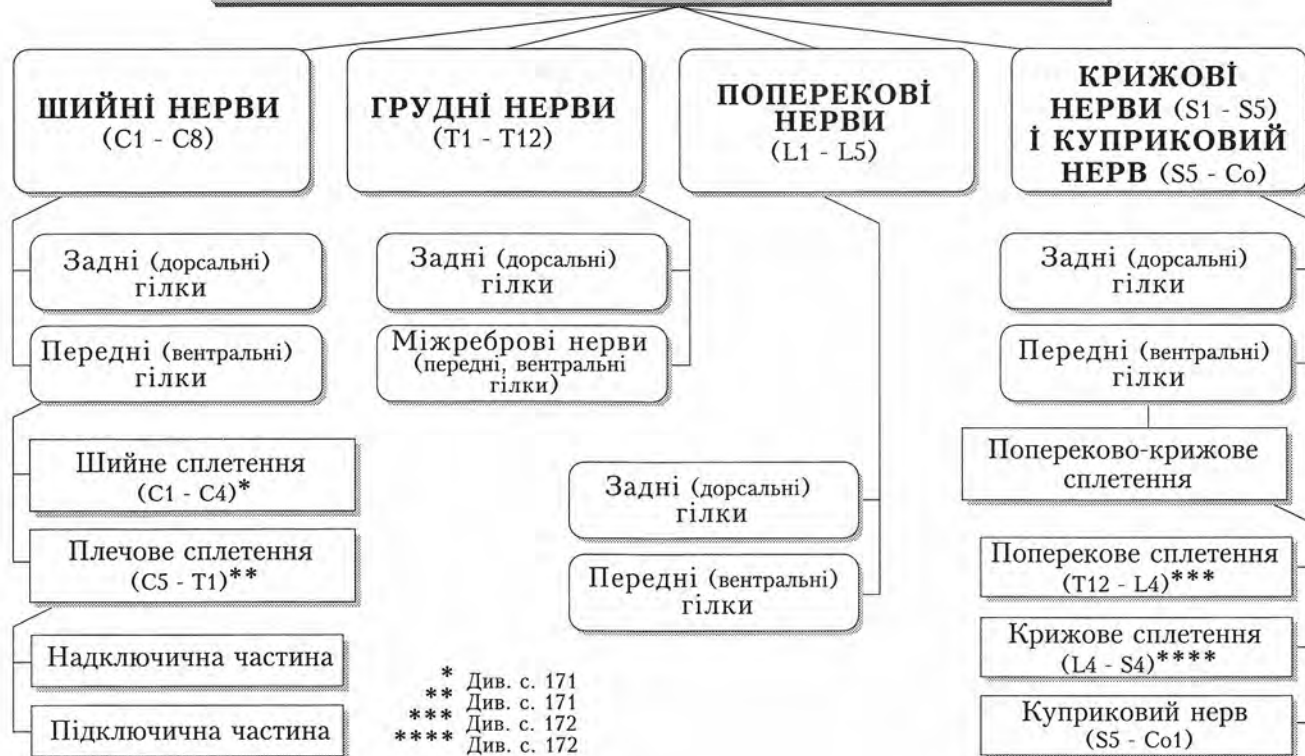 ШИЙНІ НЕРВИ
(C1 - C8)
ГРУДНІ НЕРВИ
(T1 - T12)
ПОПЕРЕКОВІ
НЕРВИ
(L1 - L5)
КРИЖОВІ
НЕРВИ (S1 - S5)
І КУПРИКОВИЙ
НЕРВ (S5 - Co)
Задні (дорсальні)
гілки
Передні (вентральні)
гілки
Шийне сплетення
(C1 - C4)*
Плечове сплетення
(C5 - T1)**
Надключична частина
Підключична частина
Задні (дорсальні)
гілки
Міжреброві нерви
(передні, вентральні
гілки)
Задні (дорсальні)
гілки
Передні (вентральні)
гілки
Задні (дорсальні)
гілки
Передні (вентральні)
гілки
Попереково-крижове
сплетення
Поперекове сплетення
(T12 - L4)***
Крижове сплетення
(L4 - S4)****
Куприковий нерв
(S5 - Co1)
* Див. с. 171
** Див. с. 171
*** Див. с. 172
**** Див. с. 172